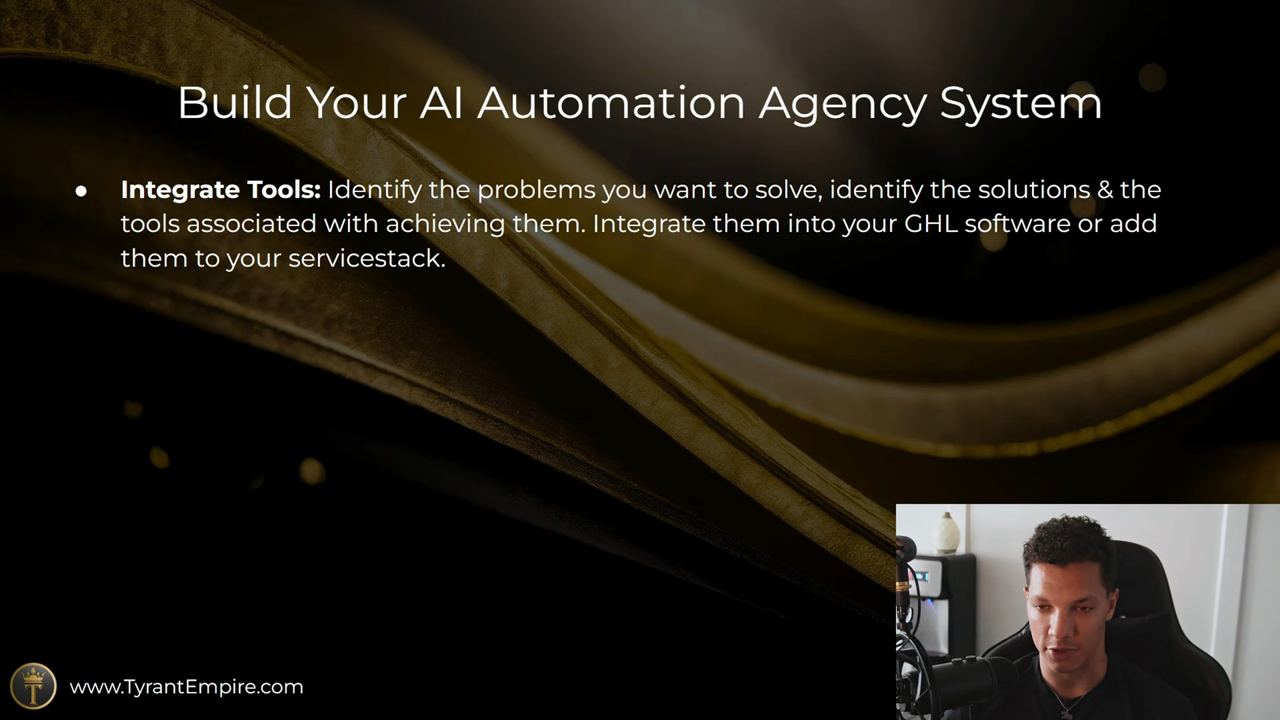 Build Your AI Automation Agency System
● Integrate Tools: Identify the problems you want to solve, identify the solutions & the
tools associated with achieving them. Integrate them into your GHL software or add
them to your servicestack.
T
www.TyrantEmpire.com